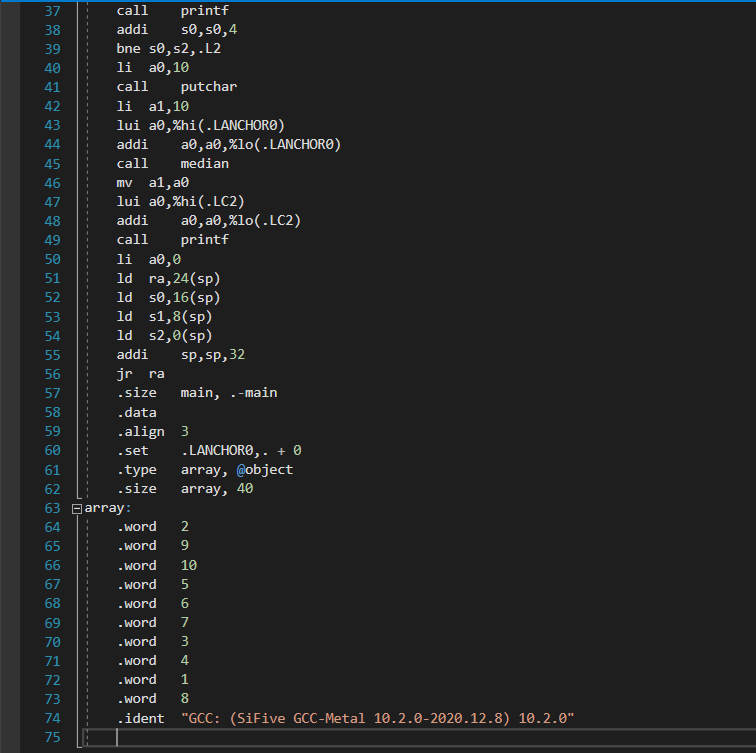 37 call printf
38 addi s0,s0,4
39 bne s0,s2,.L2
40 li a0,10
41 call putchar
42 li a1,10
43 lui a0,%hi(.LANCHOR0)
44 addi a0,a0,%lo(.LANCHOR0)
45 call median
46 mv a1,a0
47 lui a0,%hi(.LC2)
48 addi a0,a0,%lo(.LC2)
49 call printf
50 li a0,0
51 ld ra,24(sp)
52 ld s0,16(sp)
53 ld s1,8(sp)
54 ld s2,0(sp)
55 addi sp,sp,32
56 jr ra
57 .size main, .-main
58 .data
59 .align 3
60 .set .LANCHOR0,. + 0
61 .type array, @object
62 .size array, 40
63 array:
64 .word 2
65 .word 9
66 .word 10
67 .word 5
68 .word 6
69 .word 7
70 .word 3
71 .word 4
72 .word 1
73 .word 8
74 .ident "GCC: (SiFive GCC-Metal 10.2.0-2020.12.8) 10.2.0"
75